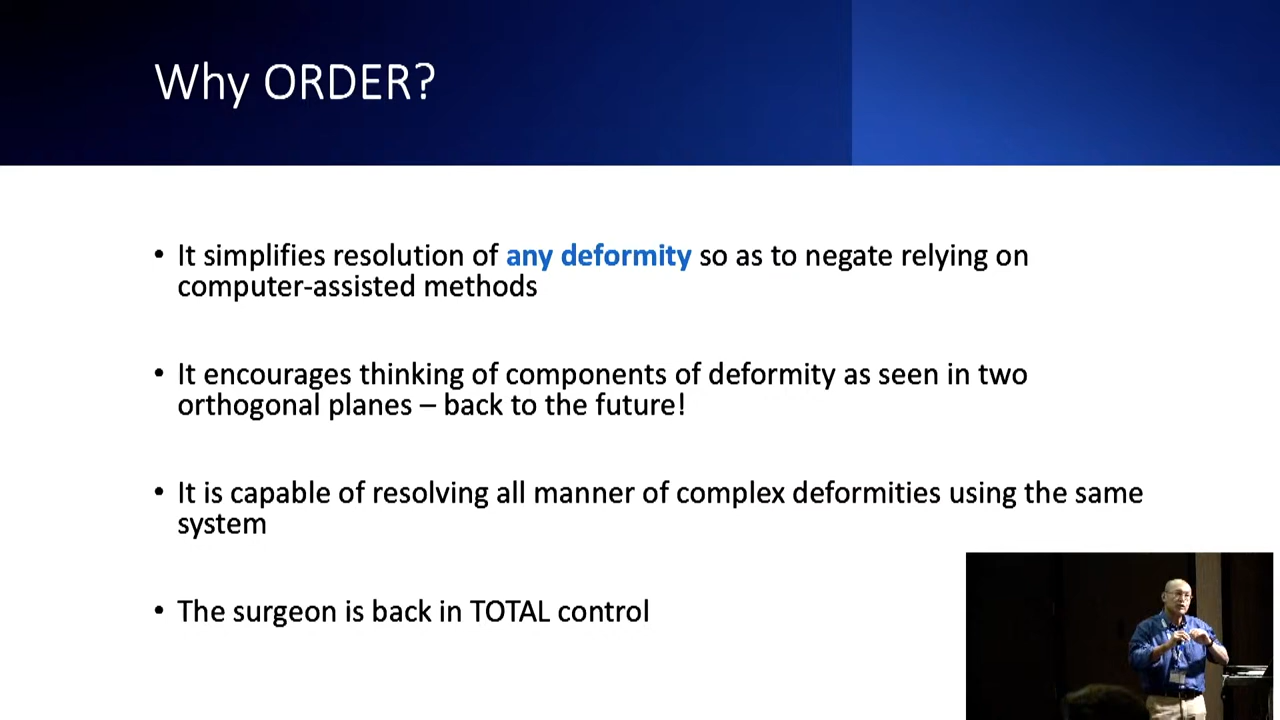 Why ORDER?
• It simplifies resolution of any deformity so as to negate relying on
computer-assisted methods
• It encourages thinking of components of deformity as seen in two
orthogonal planes – back to the future!
• It is capable of resolving all manner of complex deformities using the same
system
• The surgeon is back in TOTAL control